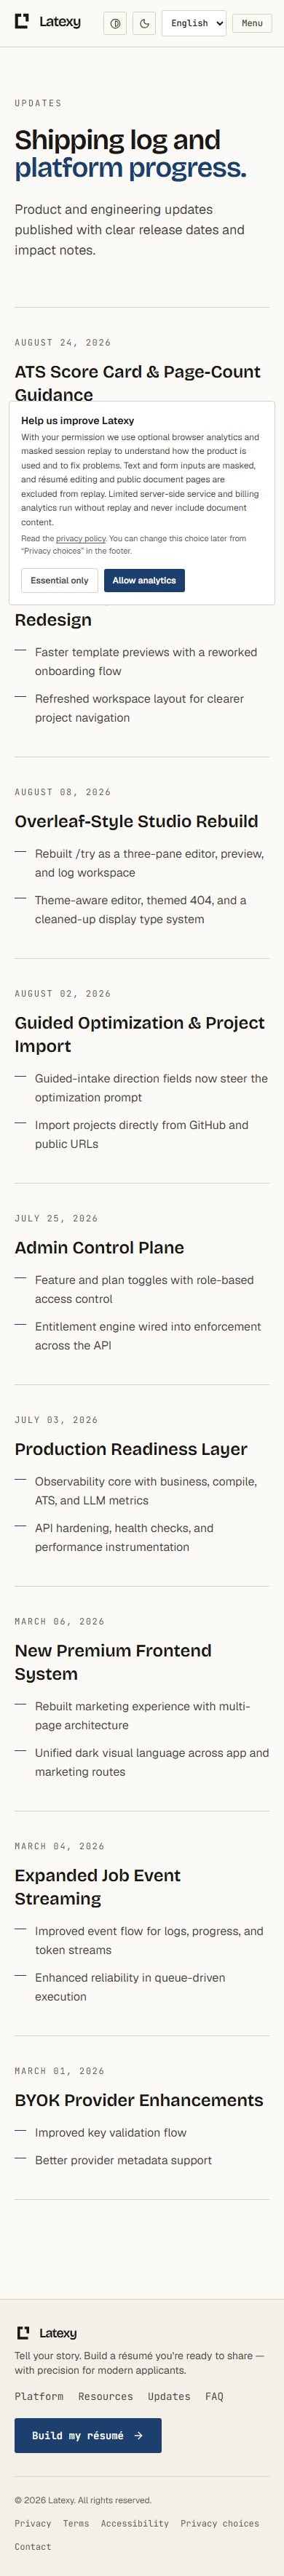 Latexy
English
Menu
UPDATES
Shipping log and
platform progress.
Product and engineering updates
published with clear release dates and
impact notes.
AUGUST 24, 2026
ATS Score Card & Page-Count
Guidance
Help us improve Latexy
With your permission we use optional browser analytics and
masked session replay to understand how the product is
used and to fix problems. Text and form inputs are masked,
and résumé editing and public document pages are
excluded from replay. Limited server-side service and billing
analytics run without replay and never include document
content.
Read the privacy policy. You can change this choice later from
“Privacy choices” in the footer.
Essential only
Allow analytics
Redesign
Faster template previews with a reworked
onboarding flow
Refreshed workspace layout for clearer
project navigation
AUGUST 08, 2026
Overleaf-Style Studio Rebuild
Rebuilt /try as a three-pane editor, preview,
and log workspace
Theme-aware editor, themed 404, and a
cleaned-up display type system
AUGUST 02, 2026
Guided Optimization & Project
Import
Guided-intake direction fields now steer the
optimization prompt
Import projects directly from GitHub and
public URLs
JULY 25, 2026
Admin Control Plane
Feature and plan toggles with role-based
access control
Entitlement engine wired into enforcement
across the API
JULY 03, 2026
Production Readiness Layer
Observability core with business, compile,
ATS, and LLM metrics
API hardening, health checks, and
performance instrumentation
MARCH 06, 2026
New Premium Frontend
System
Rebuilt marketing experience with multi-
page architecture
Unified dark visual language across app and
marketing routes
MARCH 04, 2026
Expanded Job Event
Streaming
Improved event flow for logs, progress, and
token streams
Enhanced reliability in queue-driven
execution
MARCH 01, 2026
BYOK Provider Enhancements
Improved key validation flow
Better provider metadata support
Latexy
Tell your story. Build a résumé you’re ready to share —
with precision for modern applicants.
Platform Resources Updates FAQ
Build my résumé →
© 2026 Latexy. All rights reserved.
Privacy Terms Accessibility Privacy choices
Contact